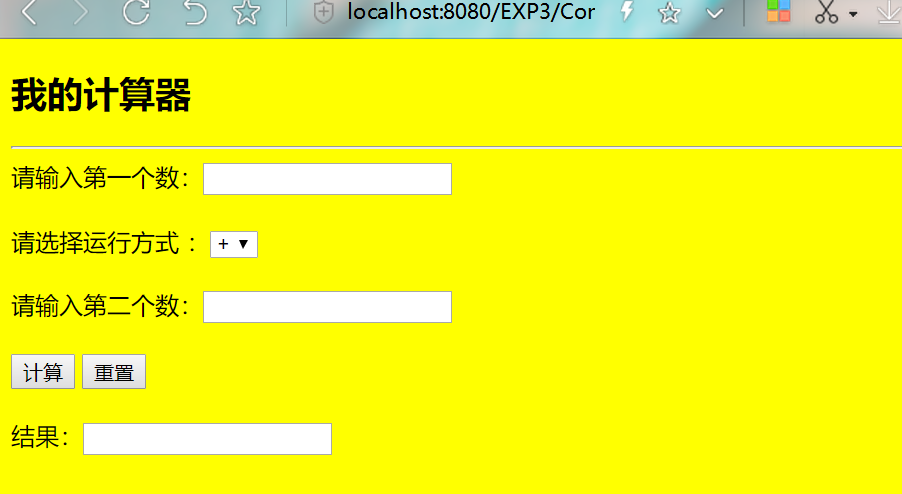 localhost:8080/EXP3/Cor
我的计算器
请输入第一个数：
请选择运行方式 ： + ▼
请输入第二个数：
计算 重置
结果：